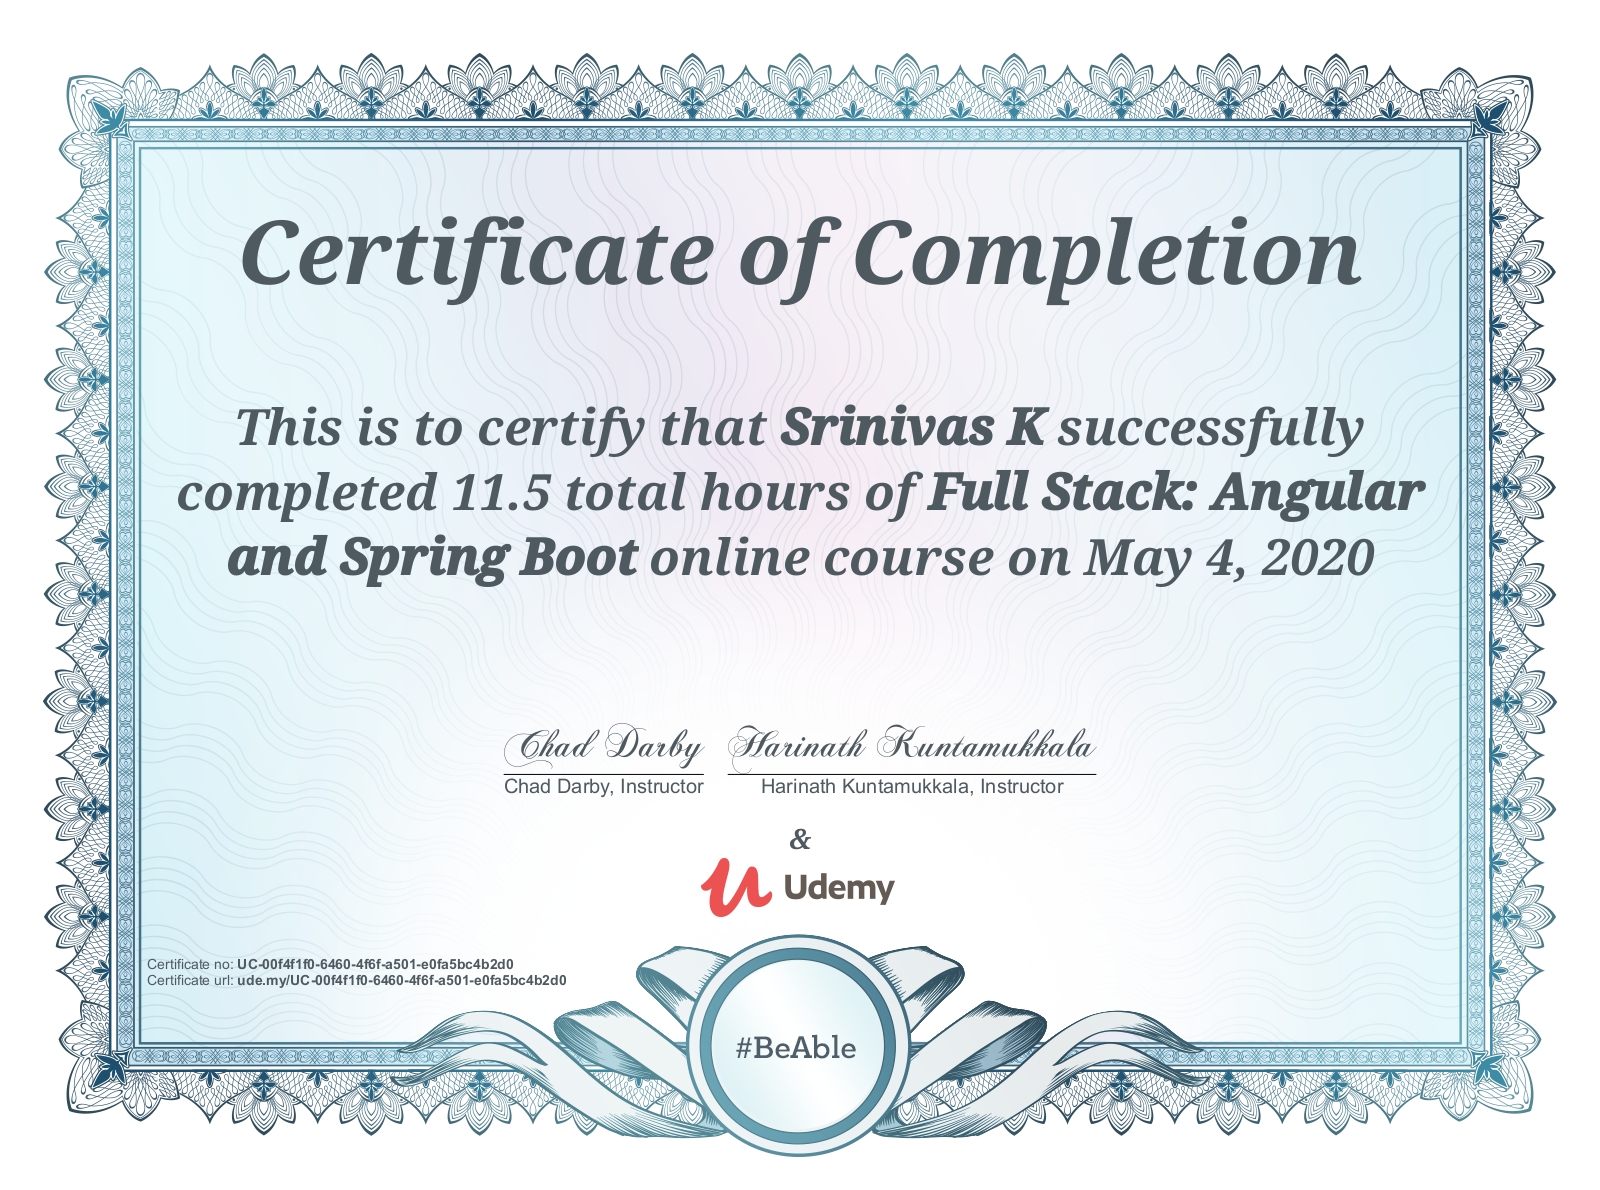 Certificate of Completion
This is to certify that Srinivas K successfully
completed 11.5 total hours of Full Stack: Angular
and Spring Boot online course on May 4, 2020
Chad Darby Harinath Kuntamukkala
Chad Darby, Instructor Harinath Kuntamukkala, Instructor
&
Udemy
Certificate no: UC-00f4f1f0-6460-4f6f-a501-e0fa5bc4b2d0
Certificate url: ude.my/UC-00f4f1f0-6460-4f6f-a501-e0fa5bc4b2d0
#BeAble